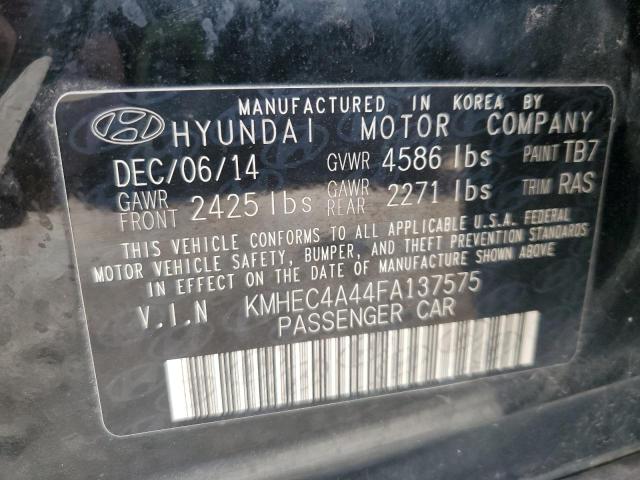 MANUFACTURED IN KOREA BY
HYUNDAI MOTOR COMPANY
DEC/06/14 GVWR 4586 lbs PAINT TB7
GAWR FRONT 2425 lbs GAWR REAR 2271 lbs TRIM RAS
THIS VEHICLE CONFORMS TO ALL APPLICABLE U.S.A. FEDERAL
MOTOR VEHICLE SAFETY, BUMPER, AND THEFT PREVENTION STANDARDS
IN EFFECT ON THE DATE OF MANUFACTURE SHOWN ABOVE.
V.I.N KMHEC4A44FA137575
PASSENGER CAR